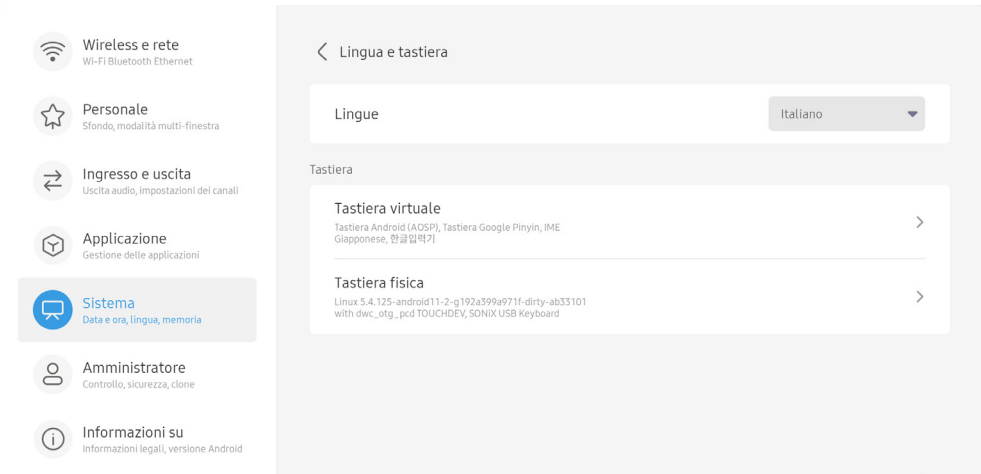 Wireless e rete
Wi-Fi Bluetooth Ethernet
Personale
Sfondo, modalità multi-finestra
Ingresso e uscita
Uscita audio, impostazioni dei canali
Applicazione
Gestione delle applicazioni
Sistema
Data e ora, lingua, memoria
Amministratore
Controllo, sicurezza, clone
Informazioni su
Informazioni legali, versione Android
Lingua e tastiera
Lingue
Italiano
Tastiera
Tastiera virtuale
Tastiera Android (AOSP), Tastiera Google Pinyin, IME
Giapponese, 한글입력기
Tastiera fisica
Linux 5.4.125-android11-2-g192a399a971f-dirty-ab33101
with dwc_otg_pcd TOUCHDEV, SONiX USB Keyboard